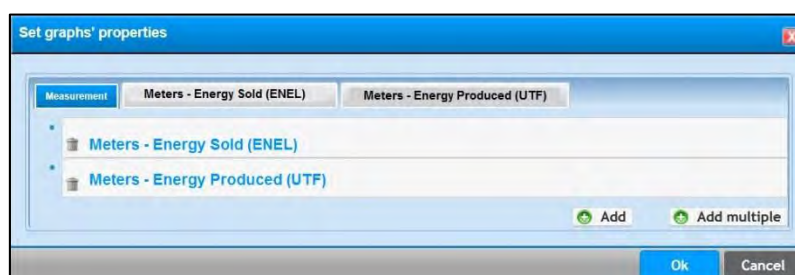 Set graphs' properties
X
Measurement Meters - Energy Sold (ENEL) Meters - Energy Produced (UTF)
Meters - Energy Sold (ENEL)
Meters - Energy Produced (UTF)
Add Add multiple
Ok Cancel